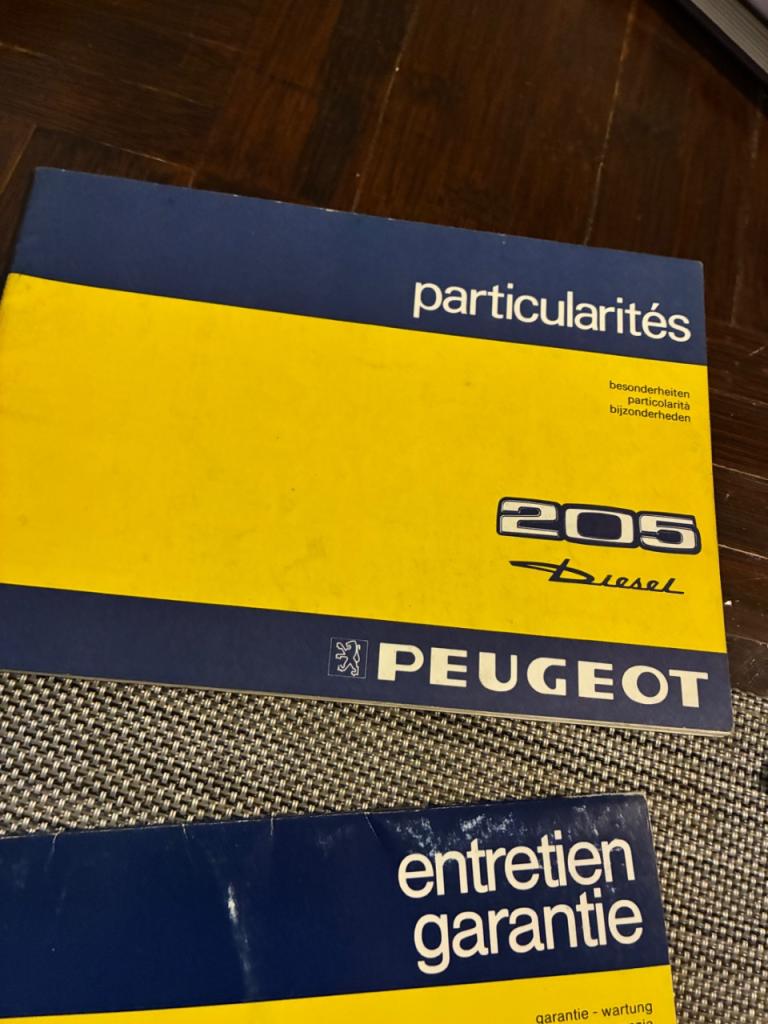 particularités
besonderheiten
particolarità
bijzonderheden
205
Diesel
PEUGEOT
entretien
garantie
garantie - wartung